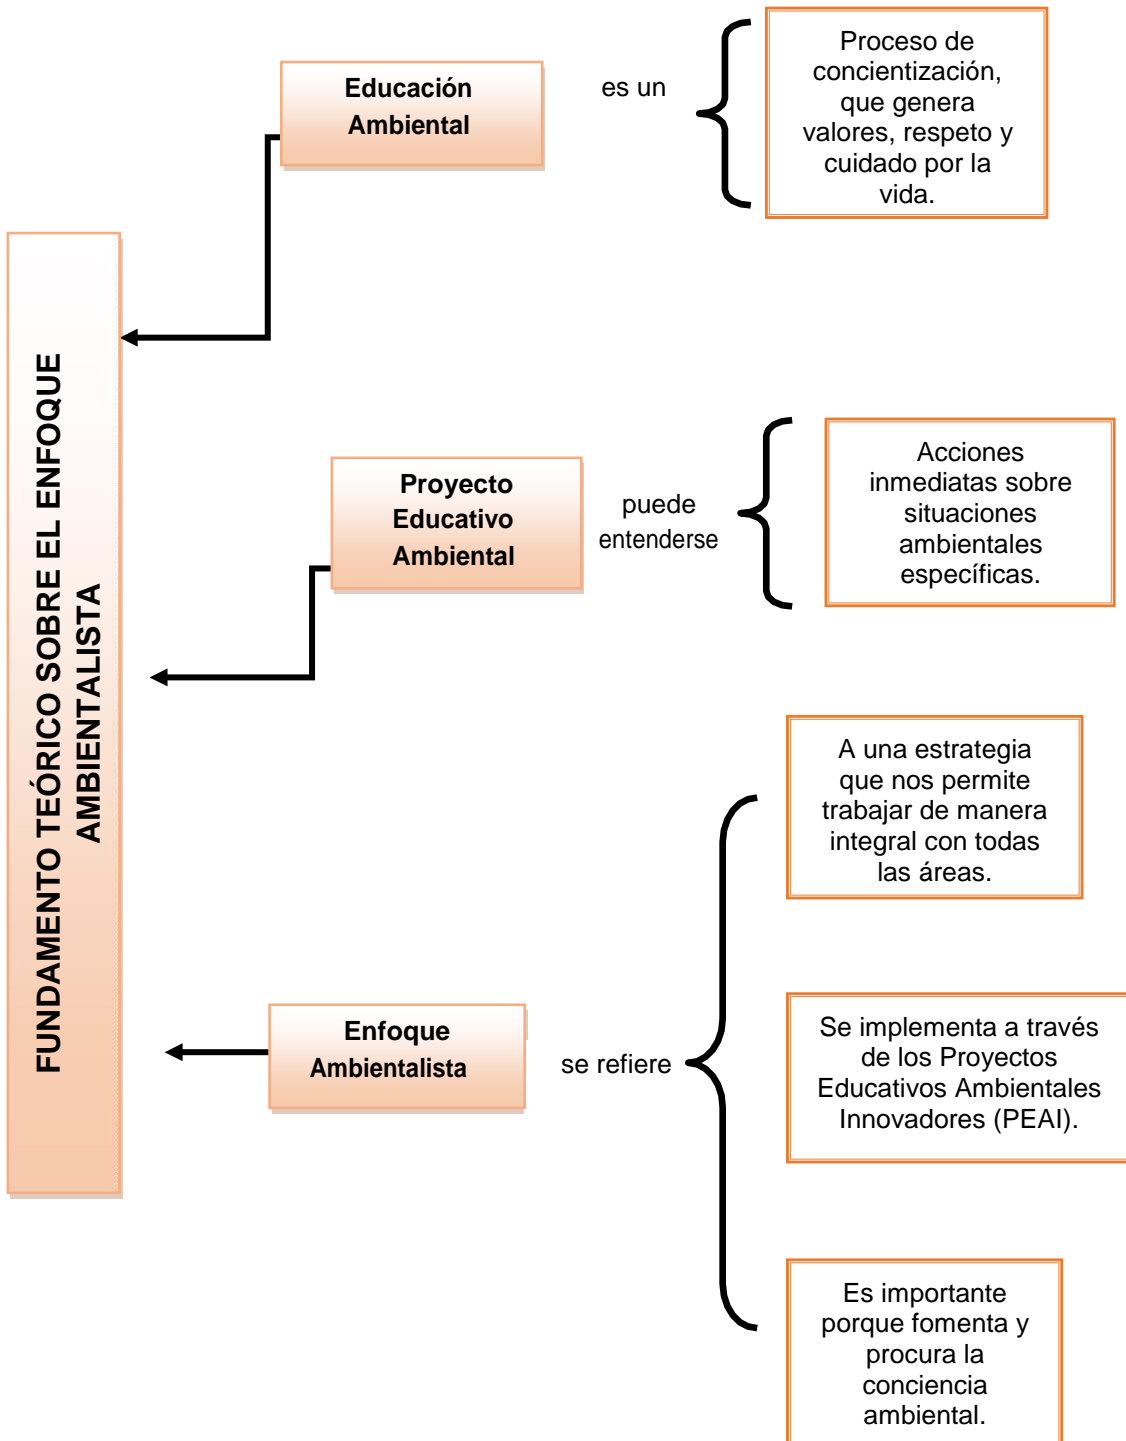 FUNDAMENTO TEÓRICO SOBRE EL ENFOQUE
AMBIENTALISTA
Educación
Ambiental
es un
Proceso de
concientización,
que genera
valores, respeto y
cuidado por la
vida.
Proyecto
Educativo
Ambiental
puede
entenderse
Acciones
inmediatas sobre
situaciones
ambientales
específicas.
Enfoque
Ambientalista
se refiere
A una estrategia
que nos permite
trabajar de manera
integral con todas
las áreas.
Se implementa a través
de los Proyectos
Educativos Ambientales
Innovadores (PEAI).
Es importante
porque fomenta y
procura la
conciencia
ambiental.